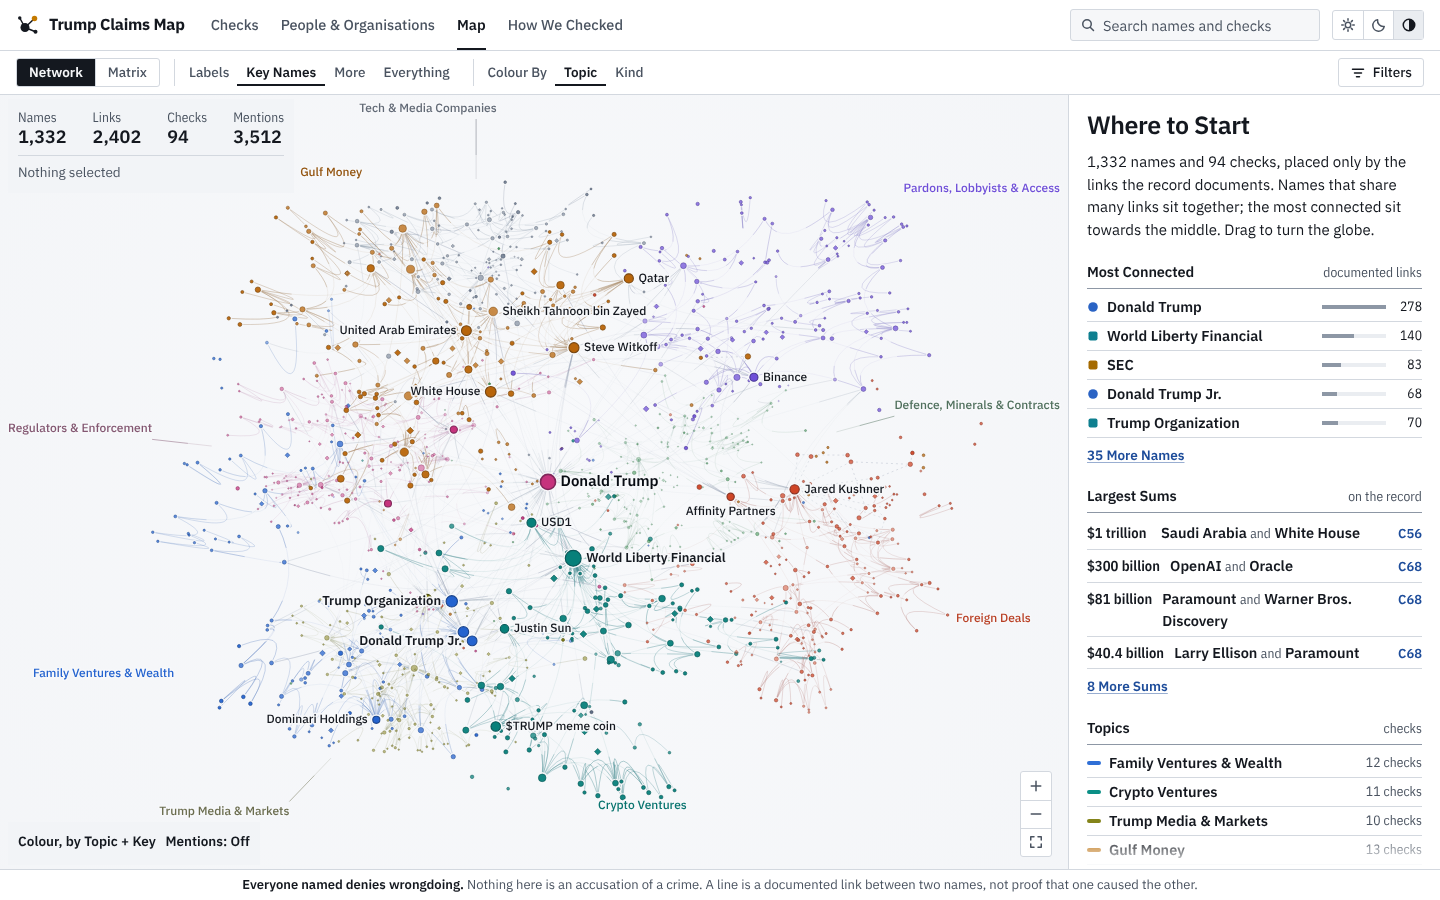 Trump Claims Map
Checks
People & Organisations
Map
How We Checked
Search names and checks
Network
Matrix
Labels
Key Names
More
Everything
Colour By
Topic
Kind
Filters
Names
Links
Checks
Mentions
1,332
2,402
94
3,512
Nothing selected
Tech & Media Companies
Gulf Money
Pardons, Lobbyists & Access
Qatar
Sheikh Tahnoon bin Zayed
United Arab Emirates
Steve Witkoff
Binance
White House
Defence, Minerals & Contracts
Regulators & Enforcement
Donald Trump
Jared Kushner
Affinity Partners
USD1
World Liberty Financial
Trump Organization
Justin Sun
Donald Trump Jr.
Foreign Deals
Family Ventures & Wealth
Dominari Holdings
$TRUMP meme coin
Crypto Ventures
Trump Media & Markets
Colour, by Topic + Key
Mentions: Off
Where to Start
1,332 names and 94 checks, placed only by the
links the record documents. Names that share
many links sit together; the most connected sit
towards the middle. Drag to turn the globe.
Most Connected
documented links
Donald Trump
278
World Liberty Financial
140
SEC
83
Donald Trump Jr.
68
Trump Organization
70
35 More Names
Largest Sums
on the record
$1 trillion Saudi Arabia and White House C56
$300 billion OpenAI and Oracle C68
$81 billion Paramount and Warner Bros. C68
Discovery
$40.4 billion Larry Ellison and Paramount C68
8 More Sums
Topics
checks
Family Ventures & Wealth
12 checks
Crypto Ventures
11 checks
Trump Media & Markets
10 checks
Gulf Money
13 checks
Everyone named denies wrongdoing. Nothing here is an accusation of a crime. A line is a documented link between two names, not proof that one caused the other.